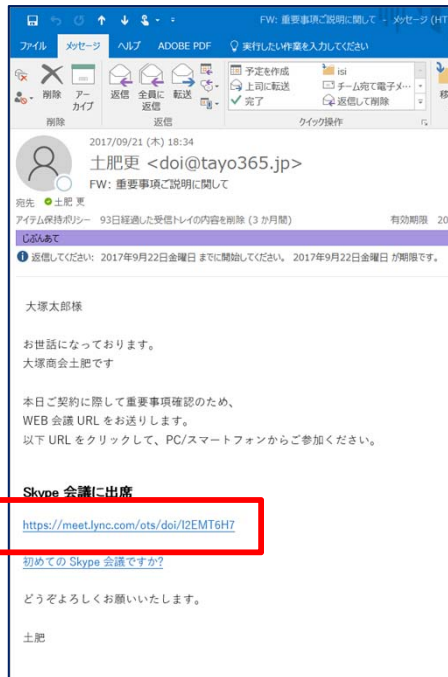 FW: 重要事項ご説明に関して - メッセージ (HT
ファイル メッセージ ヘルプ ADOBE PDF 実行したい作業を入力してください
削除 アーカイブ 返信 全員に返信 転送
予定を作成 isi
上司に転送 チーム宛て電子メ...
完了 返信して削除
移
削除 返信 クイック操作
2017/09/21 (木) 18:34
土肥更 <doi@tayo365.jp>
FW: 重要事項ご説明に関して
宛先 土肥 更
アイテム保持ポリシー 93日経過した受信トレイの内容を削除 (3 か月間) 有効期限 20
じぶんあて
返信してください: 2017年9月22日金曜日 までに開始してください。 2017年9月22日金曜日 が期限です。
大塚太郎様
お世話になっております。
大塚商会土肥です
本日ご契約に際して重要事項確認のため、
WEB 会議 URL をお送りします。
以下 URL をクリックして、PC/スマートフォンからご参加ください。
Skype 会議に出席
https://meet.lync.com/ots/doi/I2EMT6H7
初めての Skype 会議ですか?
どうぞよろしくお願いいたします。
土肥